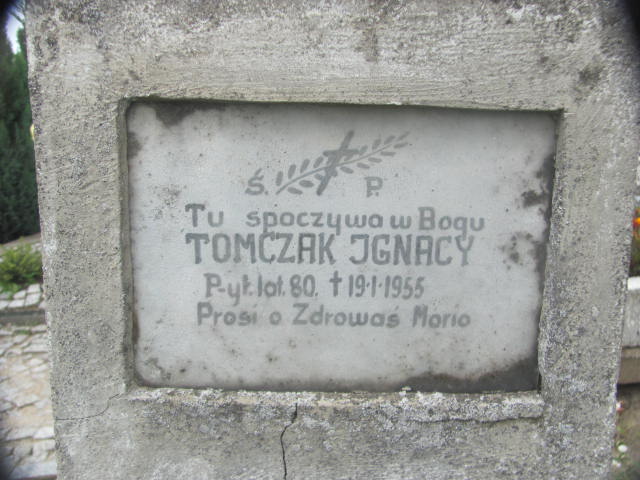 Ś. P.
Tu spoczywa w Bogu
TOMCZAK JGNACY
P-ył. lat. 80. † 19·1·1955
Prosi o Zdrowaś Mario